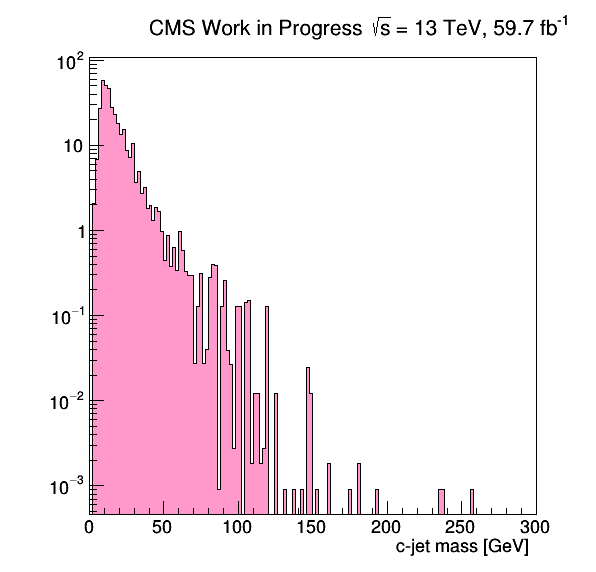 CMS Work in Progress √s = 13 TeV, 59.7 fb⁻¹
10²
10
1
10⁻¹
10⁻²
10⁻³
0 50 100 150 200 250 300
c-jet mass [GeV]